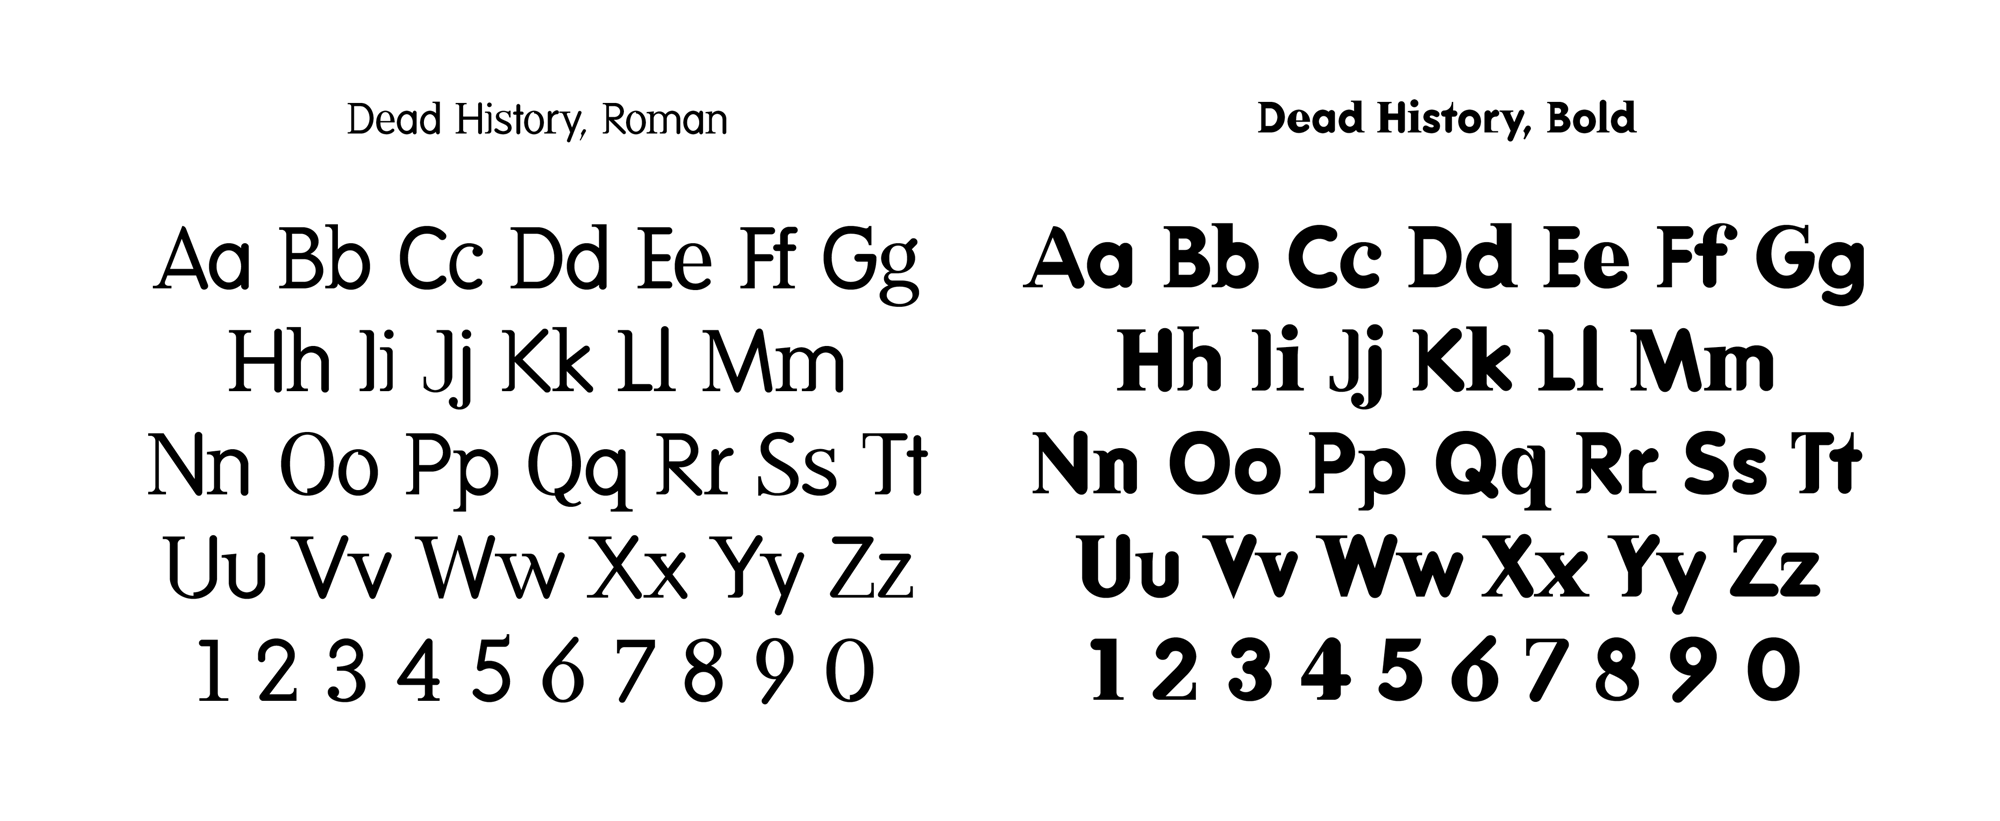 Dead History, Roman
Aa Bb Cc Dd Ee Ff Gg
Hh Ii Jj Kk Ll Mm
Nn Oo Pp Qq Rr Ss Tt
Uu Vv Ww Xx Yy Zz
1 2 3 4 5 6 7 8 9 0
Dead History, Bold
Aa Bb Cc Dd Ee Ff Gg
Hh Ii Jj Kk Ll Mm
Nn Oo Pp Qq Rr Ss Tt
Uu Vv Ww Xx Yy Zz
1 2 3 4 5 6 7 8 9 0